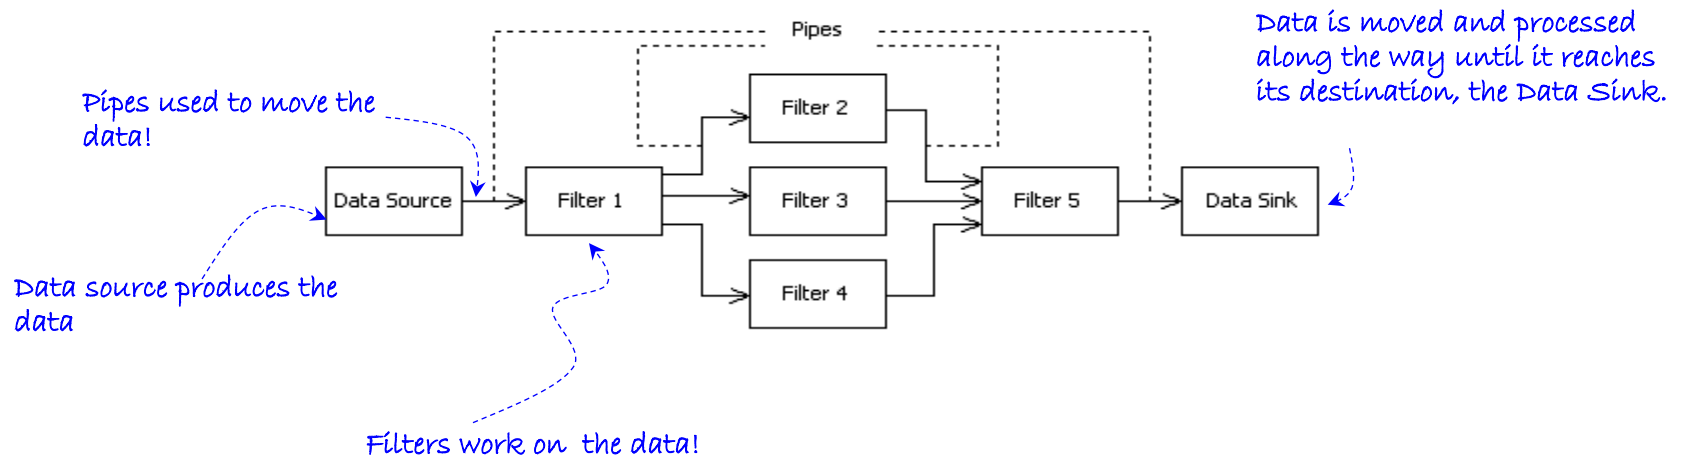 Pipes
Data is moved and processed
along the way until it reaches
its destination, the Data Sink.
Pipes used to move the
data!
Filter 2
Data Source
Filter 1
Filter 3
Filter 5
Data Sink
Filter 4
Data source produces the
data
Filters work on the data!